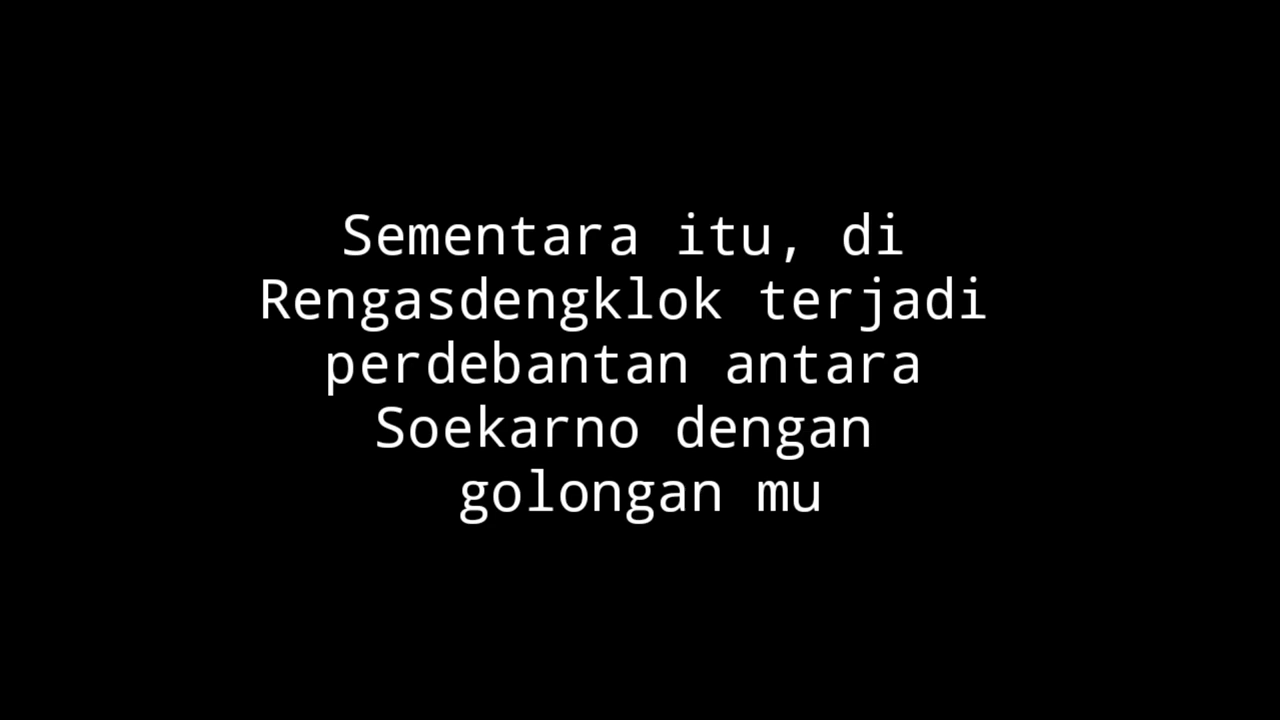 Sementara itu, di
Rengasdengklok terjadi
perdebantan antara
Soekarno dengan
golongan mu